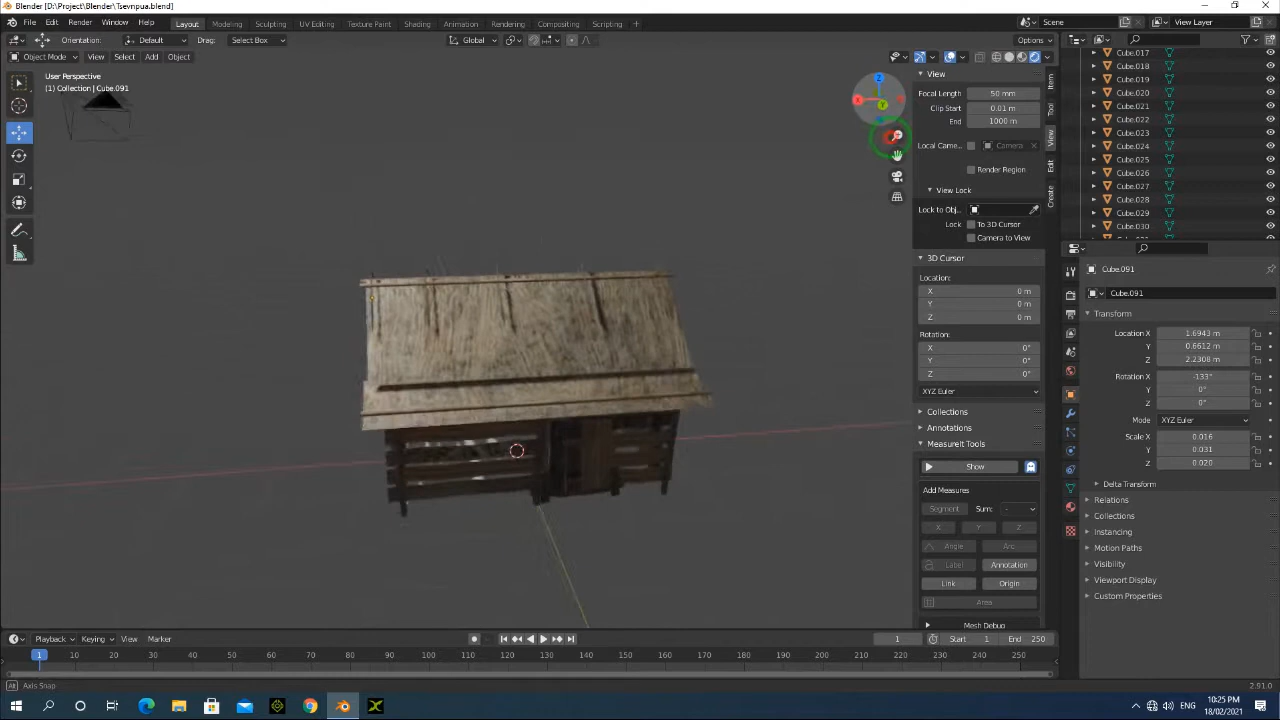 Blender [D:\Project\Blender\Tsevnpua.blend]
File Edit Render Window Help Layout Modeling Sculpting UV Editing Texture Paint Shading Animation Rendering Compositing Scripting + Scene View Layer
Orientation: Default Drag: Select Box Global Options
Object Mode View Select Add Object
User Perspective
(1) Collection | Cube.091
X Y Z
View
Focal Length 50 mm
Clip Start 0.01 m
End 1000 m
Local Came... Camera
Render Region
View Lock
Lock to Obj...
Lock To 3D Cursor
Camera to View
3D Cursor
Location:
X 0 m
Y 0 m
Z 0 m
Rotation:
X 0°
Y 0°
Z 0°
XYZ Euler
Collections
Annotations
MeasureIt Tools
Show
Add Measures
Segment Sum: -
X Y Z
Angle Arc
Label Annotation
Link Origin
Area
Mesh Debug
Item
Tool
View
Edit
Create
Cube.017
Cube.018
Cube.019
Cube.020
Cube.021
Cube.022
Cube.023
Cube.024
Cube.025
Cube.026
Cube.027
Cube.028
Cube.029
Cube.030
Cube.091
Cube.091
Transform
Location X 1.6943 m
Y 0.6612 m
Z 2.2308 m
Rotation X -133°
Y 0°
Z 0°
Mode XYZ Euler
Scale X 0.016
Y 0.031
Z 0.020
Delta Transform
Relations
Collections
Instancing
Motion Paths
Visibility
Viewport Display
Custom Properties
Playback Keying View Marker 1 Start 1 End 250
1 10 20 30 40 50 60 70 80 90 100 110 120 130 140 150 160 170 180 190 200 210 220 230 240 250
Alt Axis Snap 2.91.0
ENG 10:25 PM
18/02/2021